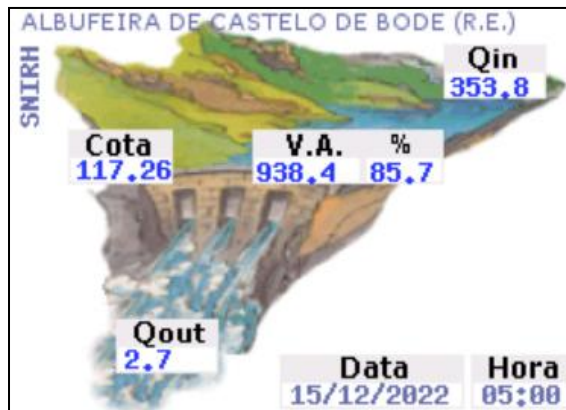 ALBUFEIRA DE CASTELO DE BODE (R.E.)
SNIRH
Qin
353.8
Cota
117.26
V.A. %
938.4 85.7
Qout
2.7
Data Hora
15/12/2022 05:00